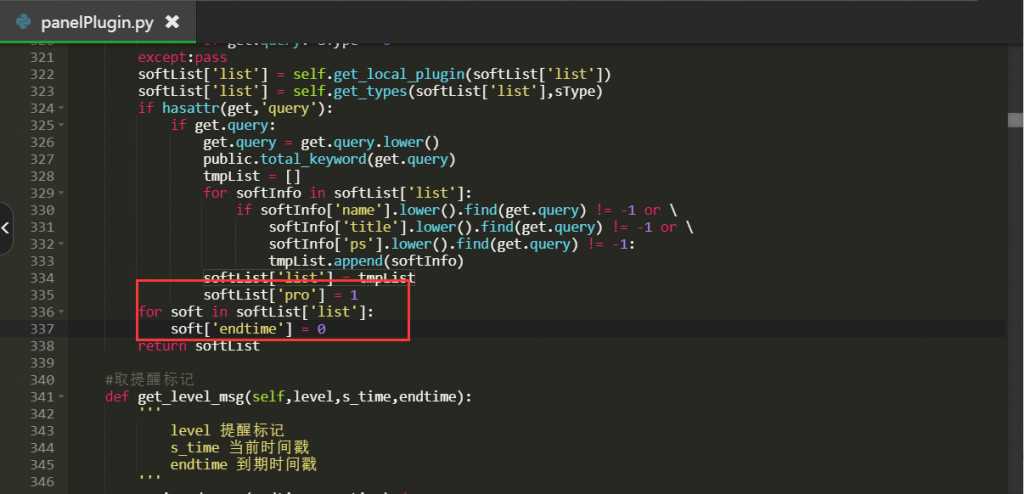 panelPlugin.py ✖
321 except:pass
322 softList['list'] = self.get_local_plugin(softList['list'])
323 softList['list'] = self.get_types(softList['list'],sType)
324 if hasattr(get,'query'):
325 if get.query:
326 get.query = get.query.lower()
327 public.total_keyword(get.query)
328 tmpList = []
329 for softInfo in softList['list']:
330 if softInfo['name'].lower().find(get.query) != -1 or \
331 softInfo['title'].lower().find(get.query) != -1 or \
332 softInfo['ps'].lower().find(get.query) != -1:
333 tmpList.append(softInfo)
334 softList['list'] = tmpList
335 softList['pro'] = 1
336 for soft in softList['list']:
337 soft['endtime'] = 0
338 return softList
339
340 #取提醒标记
341 def get_level_msg(self,level,s_time,endtime):
342 '''
343 level 提醒标记
344 s_time 当前时间戳
345 endtime 到期时间戳
346 '''